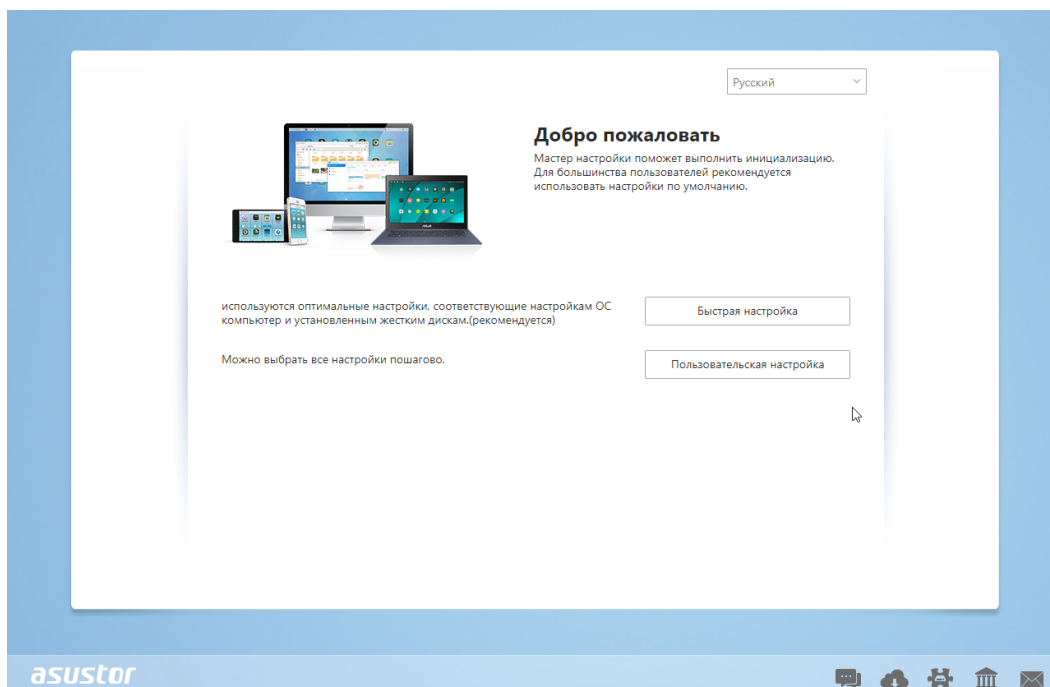 Русский
Добро пожаловать
Мастер настройки поможет выполнить инициализацию.
Для большинства пользователей рекомендуется
использовать настройки по умолчанию.
используются оптимальные настройки, соответствующие настройкам ОС
компьютер и установленным жестким дискам.(рекомендуется)
Быстрая настройка
Можно выбрать все настройки пошагово.
Пользовательская настройка
asustor